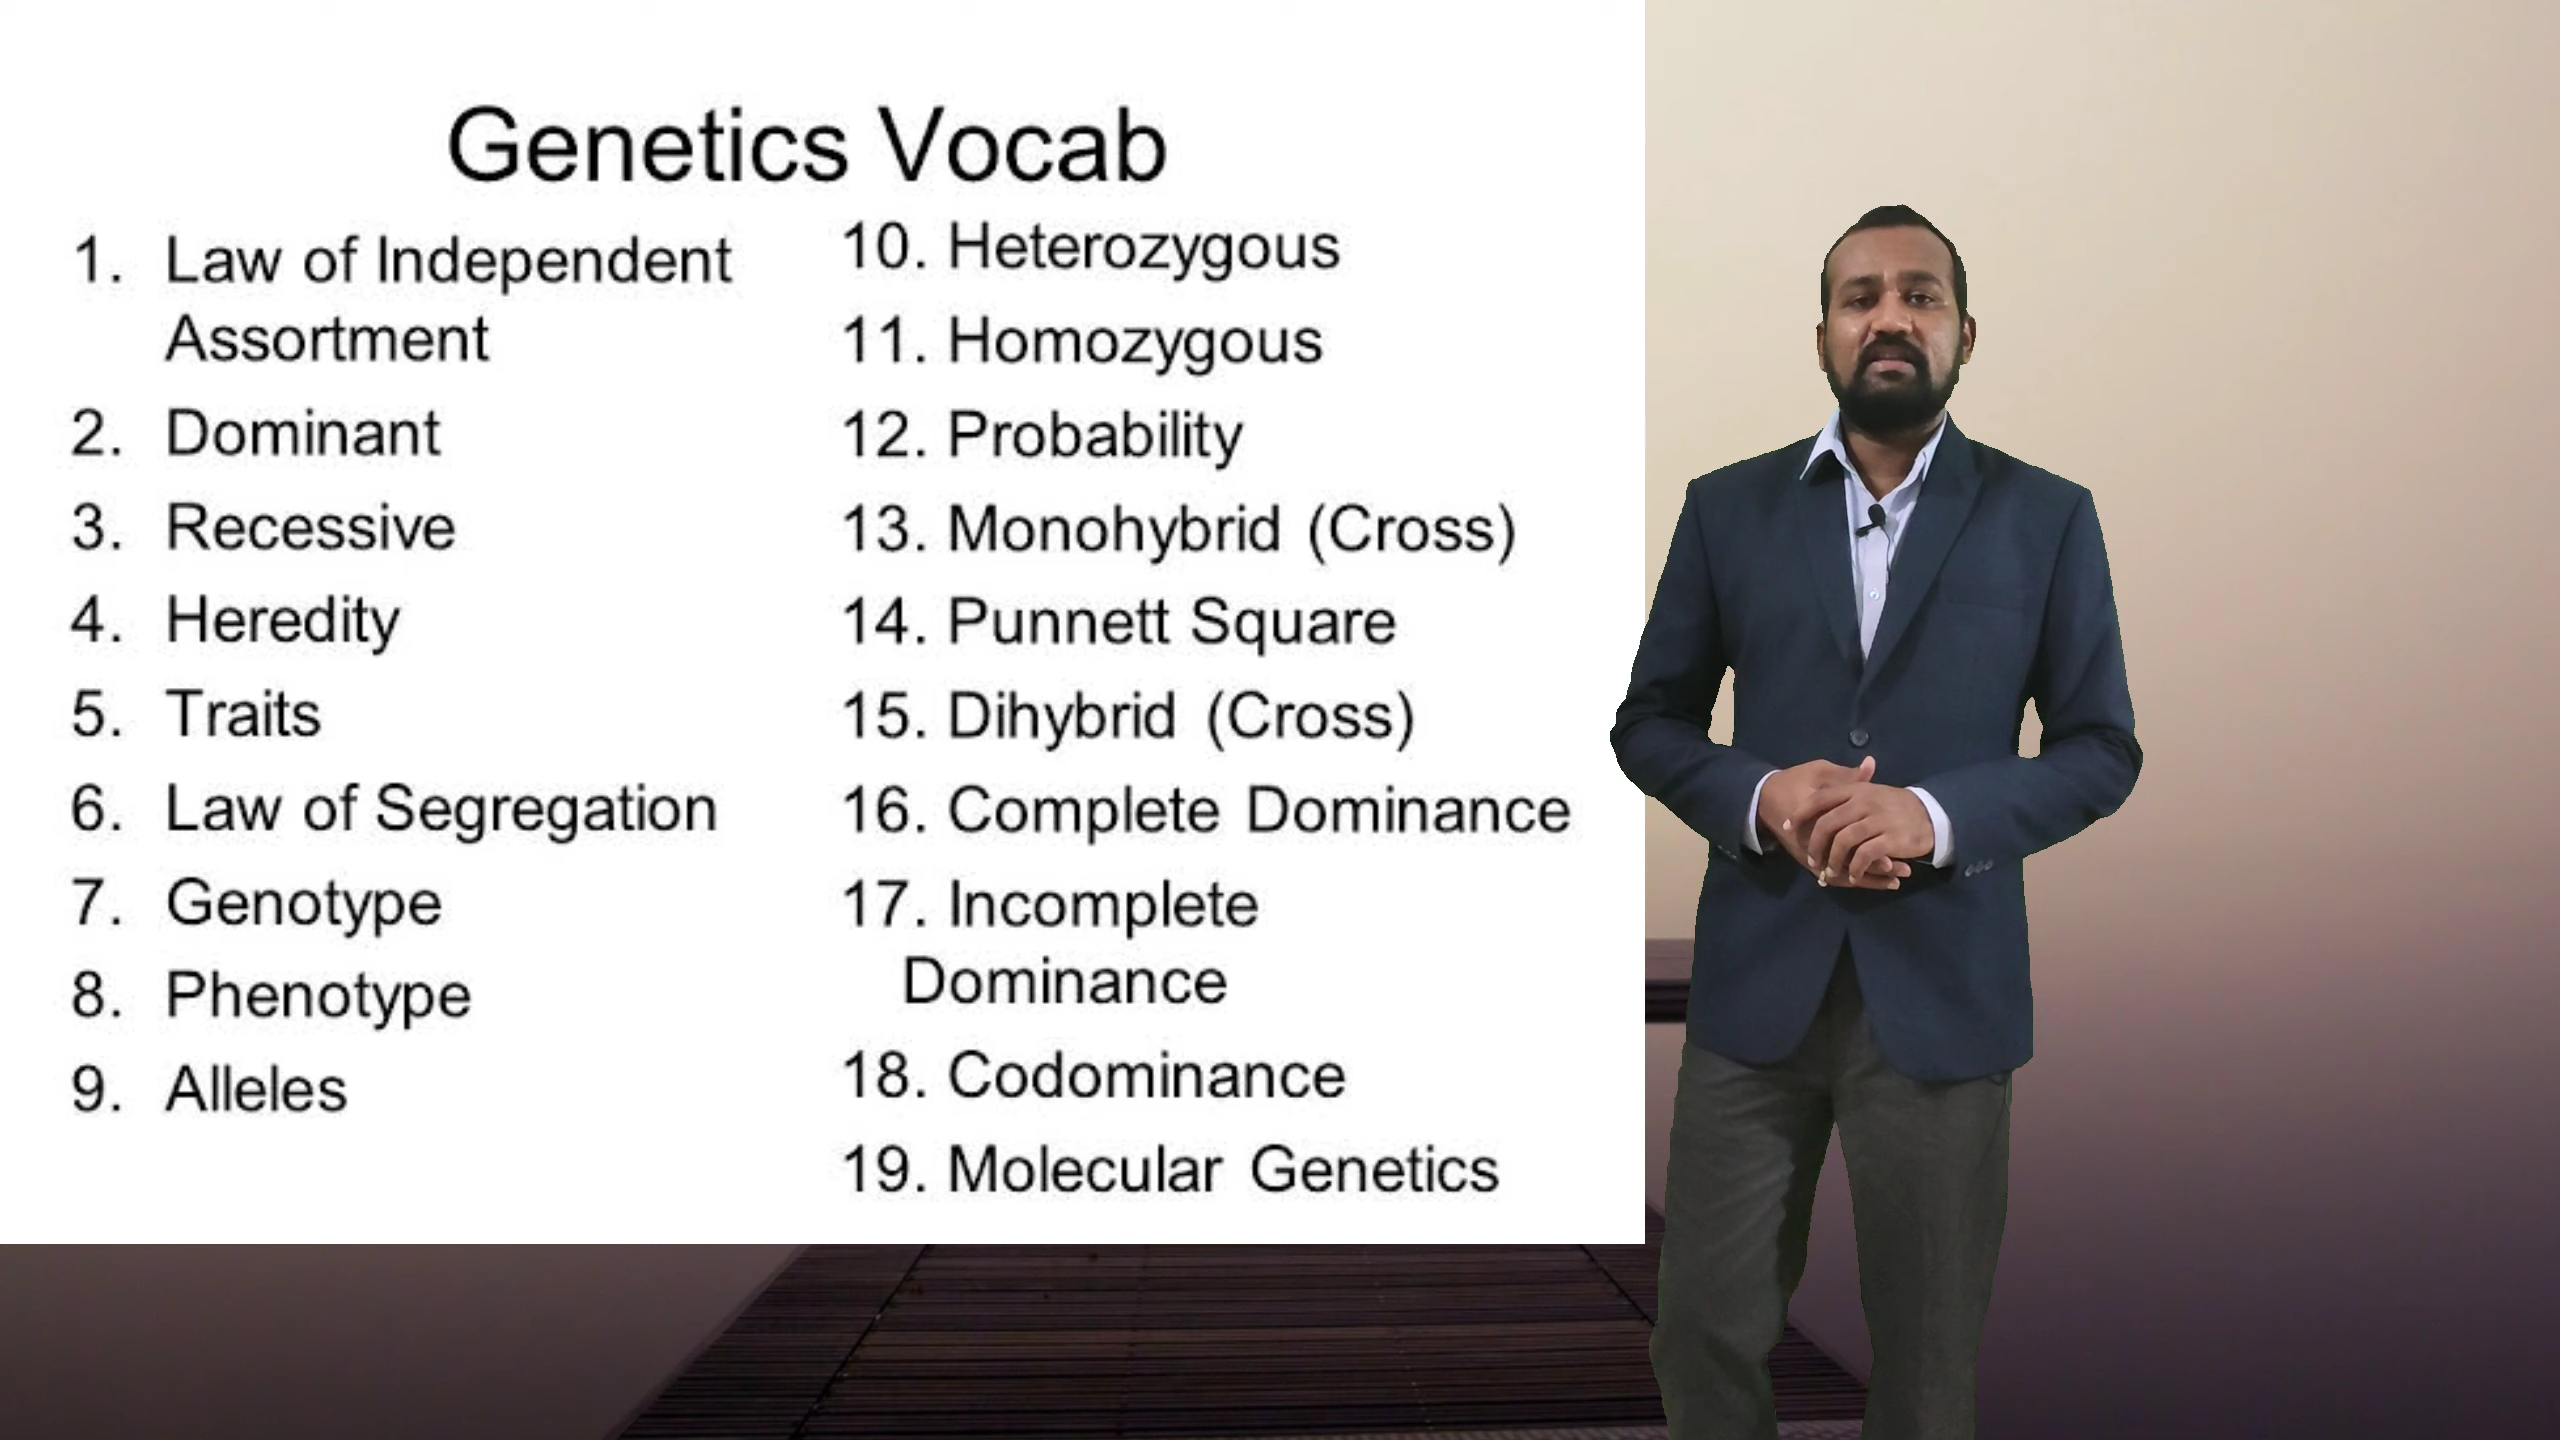 Genetics Vocab
1. Law of Independent
Assortment
2. Dominant
3. Recessive
4. Heredity
5. Traits
6. Law of Segregation
7. Genotype
8. Phenotype
9. Alleles
10. Heterozygous
11. Homozygous
12. Probability
13. Monohybrid (Cross)
14. Punnett Square
15. Dihybrid (Cross)
16. Complete Dominance
17. Incomplete
Dominance
18. Codominance
19. Molecular Genetics